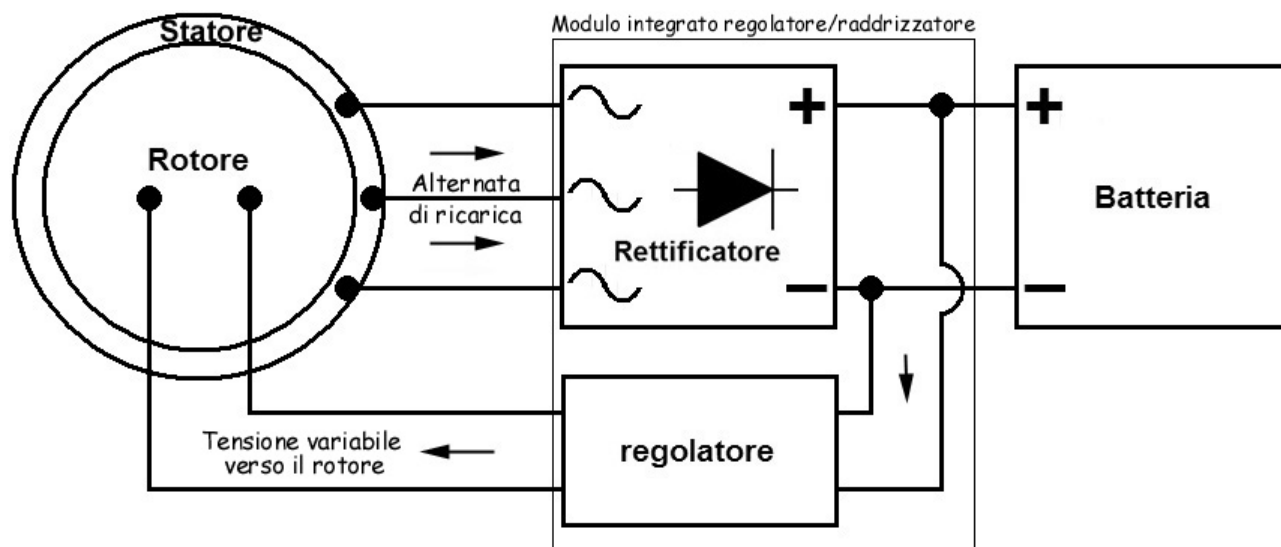 Modulo integrato regolatore/raddrizzatore
Statore
Rotore
Alternata
di ricarica
+
Rettificatore
−
+
Batteria
−
regolatore
Tensione variabile
verso il rotore